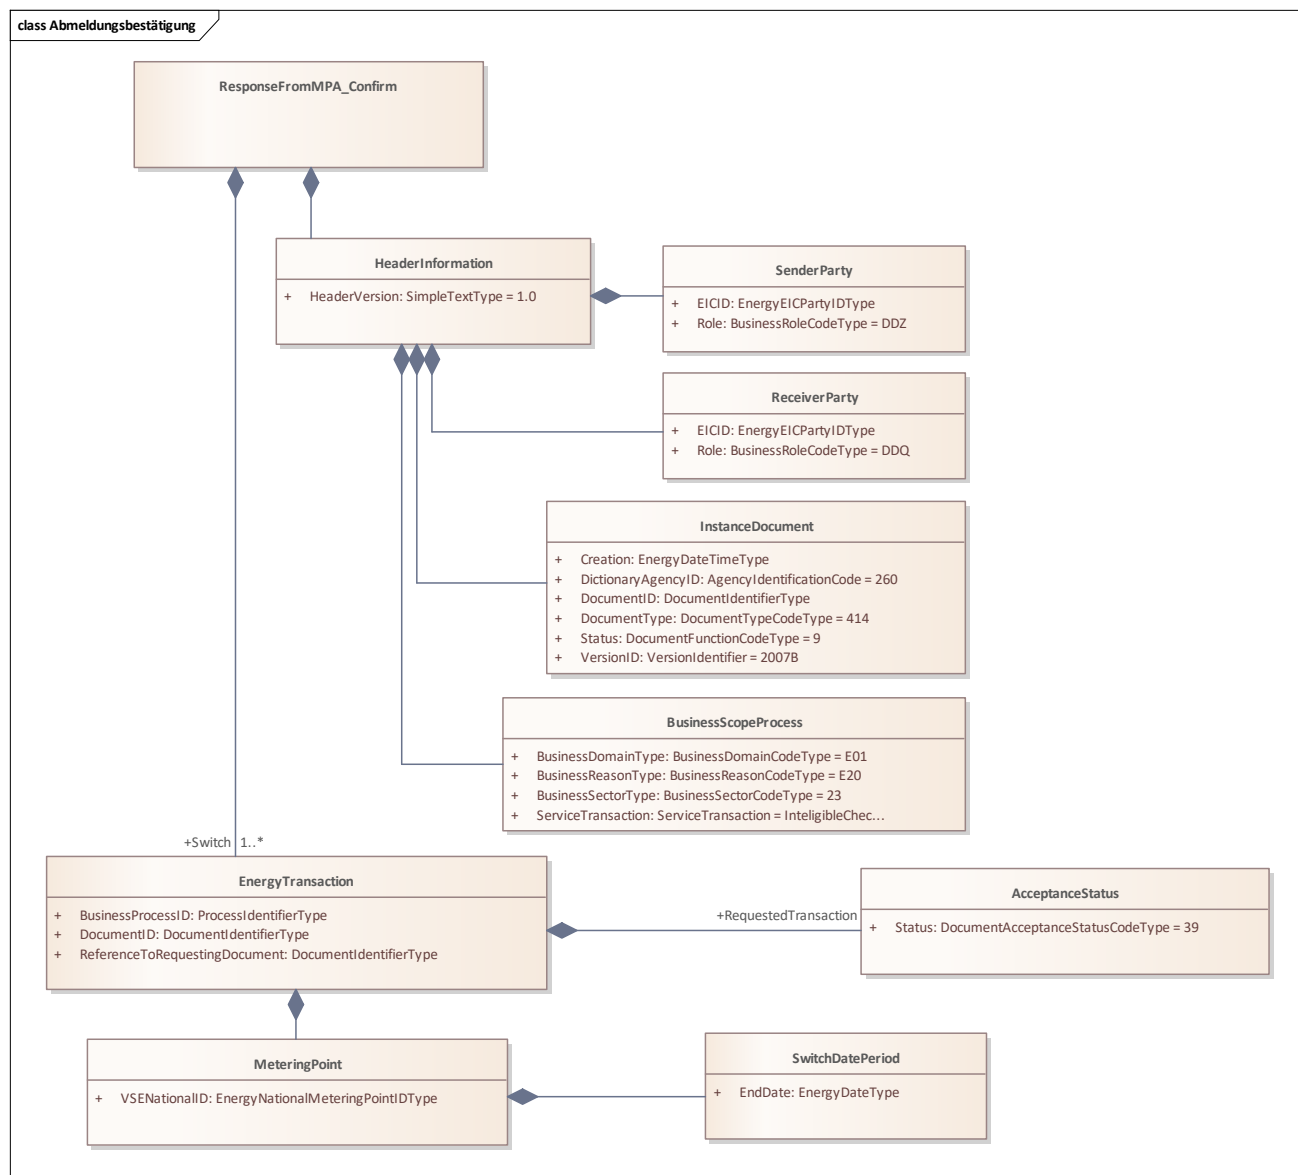 class Abmeldungsbestätigung
ResponseFromMPA_Confirm
HeaderInformation
+ HeaderVersion: SimpleTextType = 1.0
SenderParty
+ EICID: EnergyEICPartyIDType
+ Role: BusinessRoleCodeType = DDZ
ReceiverParty
+ EICID: EnergyEICPartyIDType
+ Role: BusinessRoleCodeType = DDQ
InstanceDocument
+ Creation: EnergyDateTimeType
+ DictionaryAgencyID: AgencyIdentificationCode = 260
+ DocumentID: DocumentIdentifierType
+ DocumentType: DocumentTypeCodeType = 414
+ Status: DocumentFunctionCodeType = 9
+ VersionID: VersionIdentifier = 2007B
BusinessScopeProcess
+ BusinessDomainType: BusinessDomainCodeType = E01
+ BusinessReasonType: BusinessReasonCodeType = E20
+ BusinessSectorType: BusinessSectorCodeType = 23
+ ServiceTransaction: ServiceTransaction = InteligibleChec...
+Switch 1..*
EnergyTransaction
+ BusinessProcessID: ProcessIdentifierType
+ DocumentID: DocumentIdentifierType
+ ReferenceToRequestingDocument: DocumentIdentifierType
+RequestedTransaction
AcceptanceStatus
+ Status: DocumentAcceptanceStatusCodeType = 39
MeteringPoint
+ VSENationalID: EnergyNationalMeteringPointIDType
SwitchDatePeriod
+ EndDate: EnergyDateType